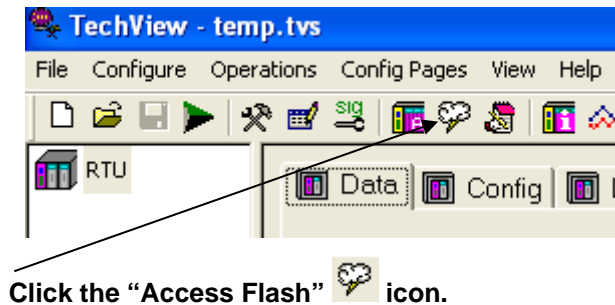 TechView - temp.tvs
File Configure Operations Config Pages View Help
SIG
RTU
Data Config
Click the “Access Flash” icon.